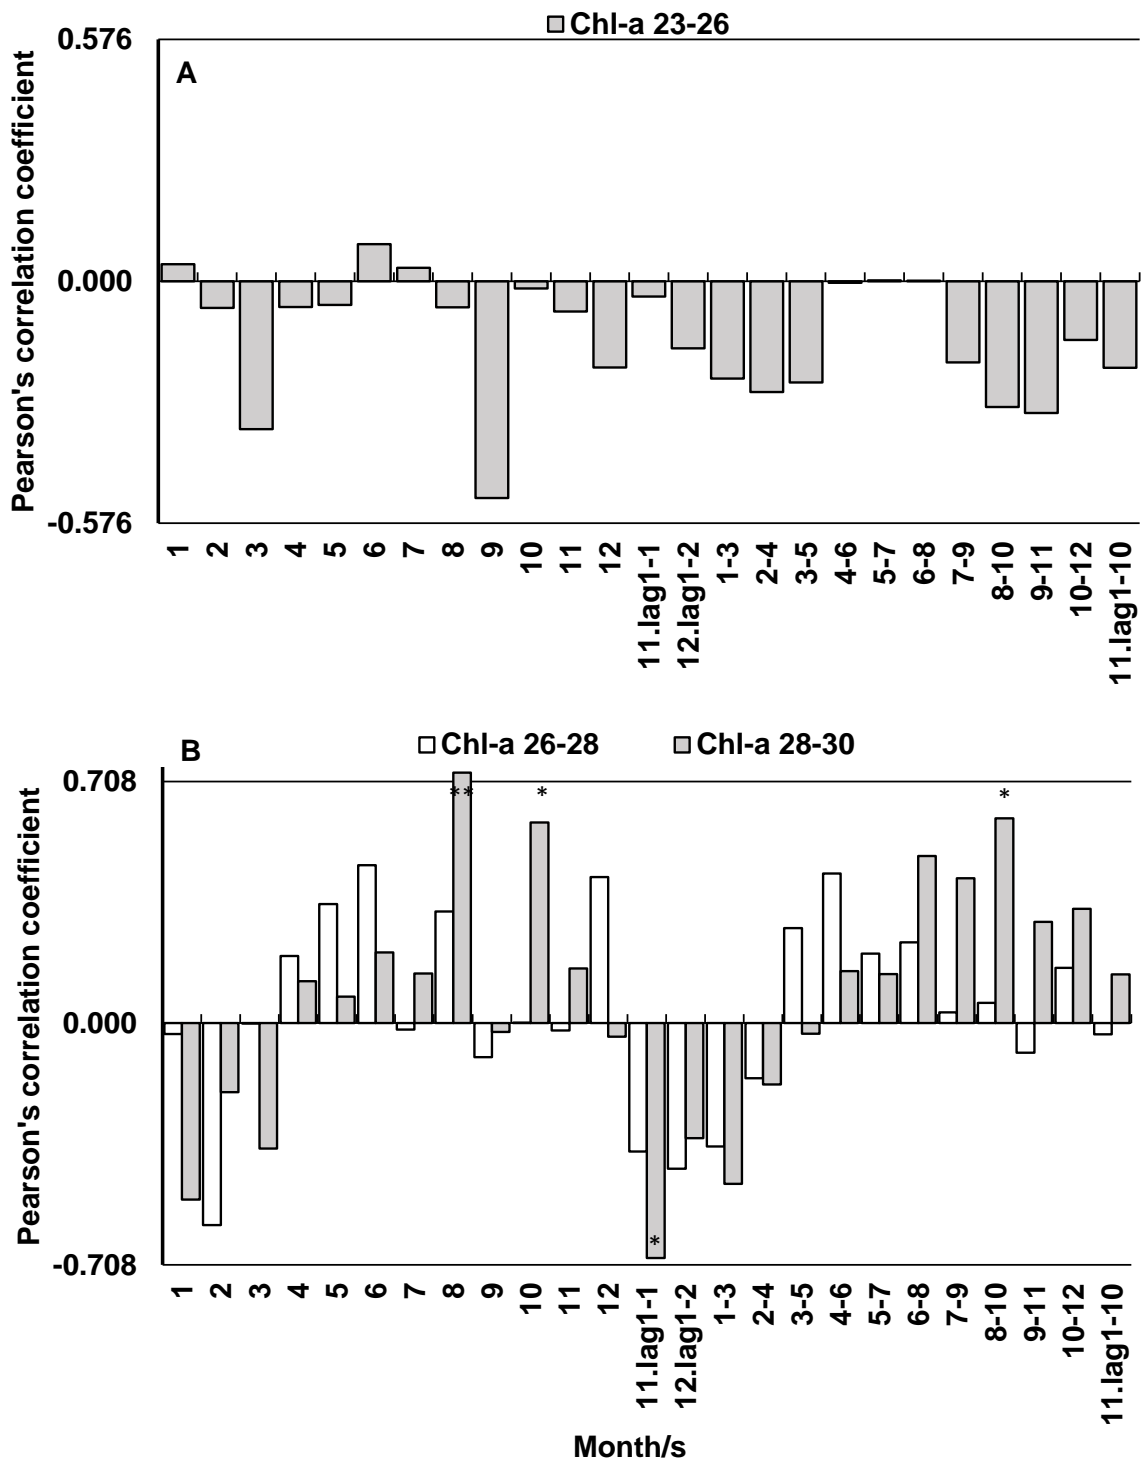 Chl-a 23-26
0.576
A
Pearson's correlation coefficient
0.000
-0.576
1 2 3 4 5 6 7 8 9 10 11 12 11.lag1-1 12.lag1-2 1-3 2-4 3-5 4-6 5-7 6-8 7-9 8-10 9-11 10-12 11.lag1-10
B
Chl-a 26-28 Chl-a 28-30
0.708
** * *
Pearson's correlation coefficient
0.000
*
-0.708
1 2 3 4 5 6 7 8 9 10 11 12 11.lag1-1 12.lag1-2 1-3 2-4 3-5 4-6 5-7 6-8 7-9 8-10 9-11 10-12 11.lag1-10
Month/s